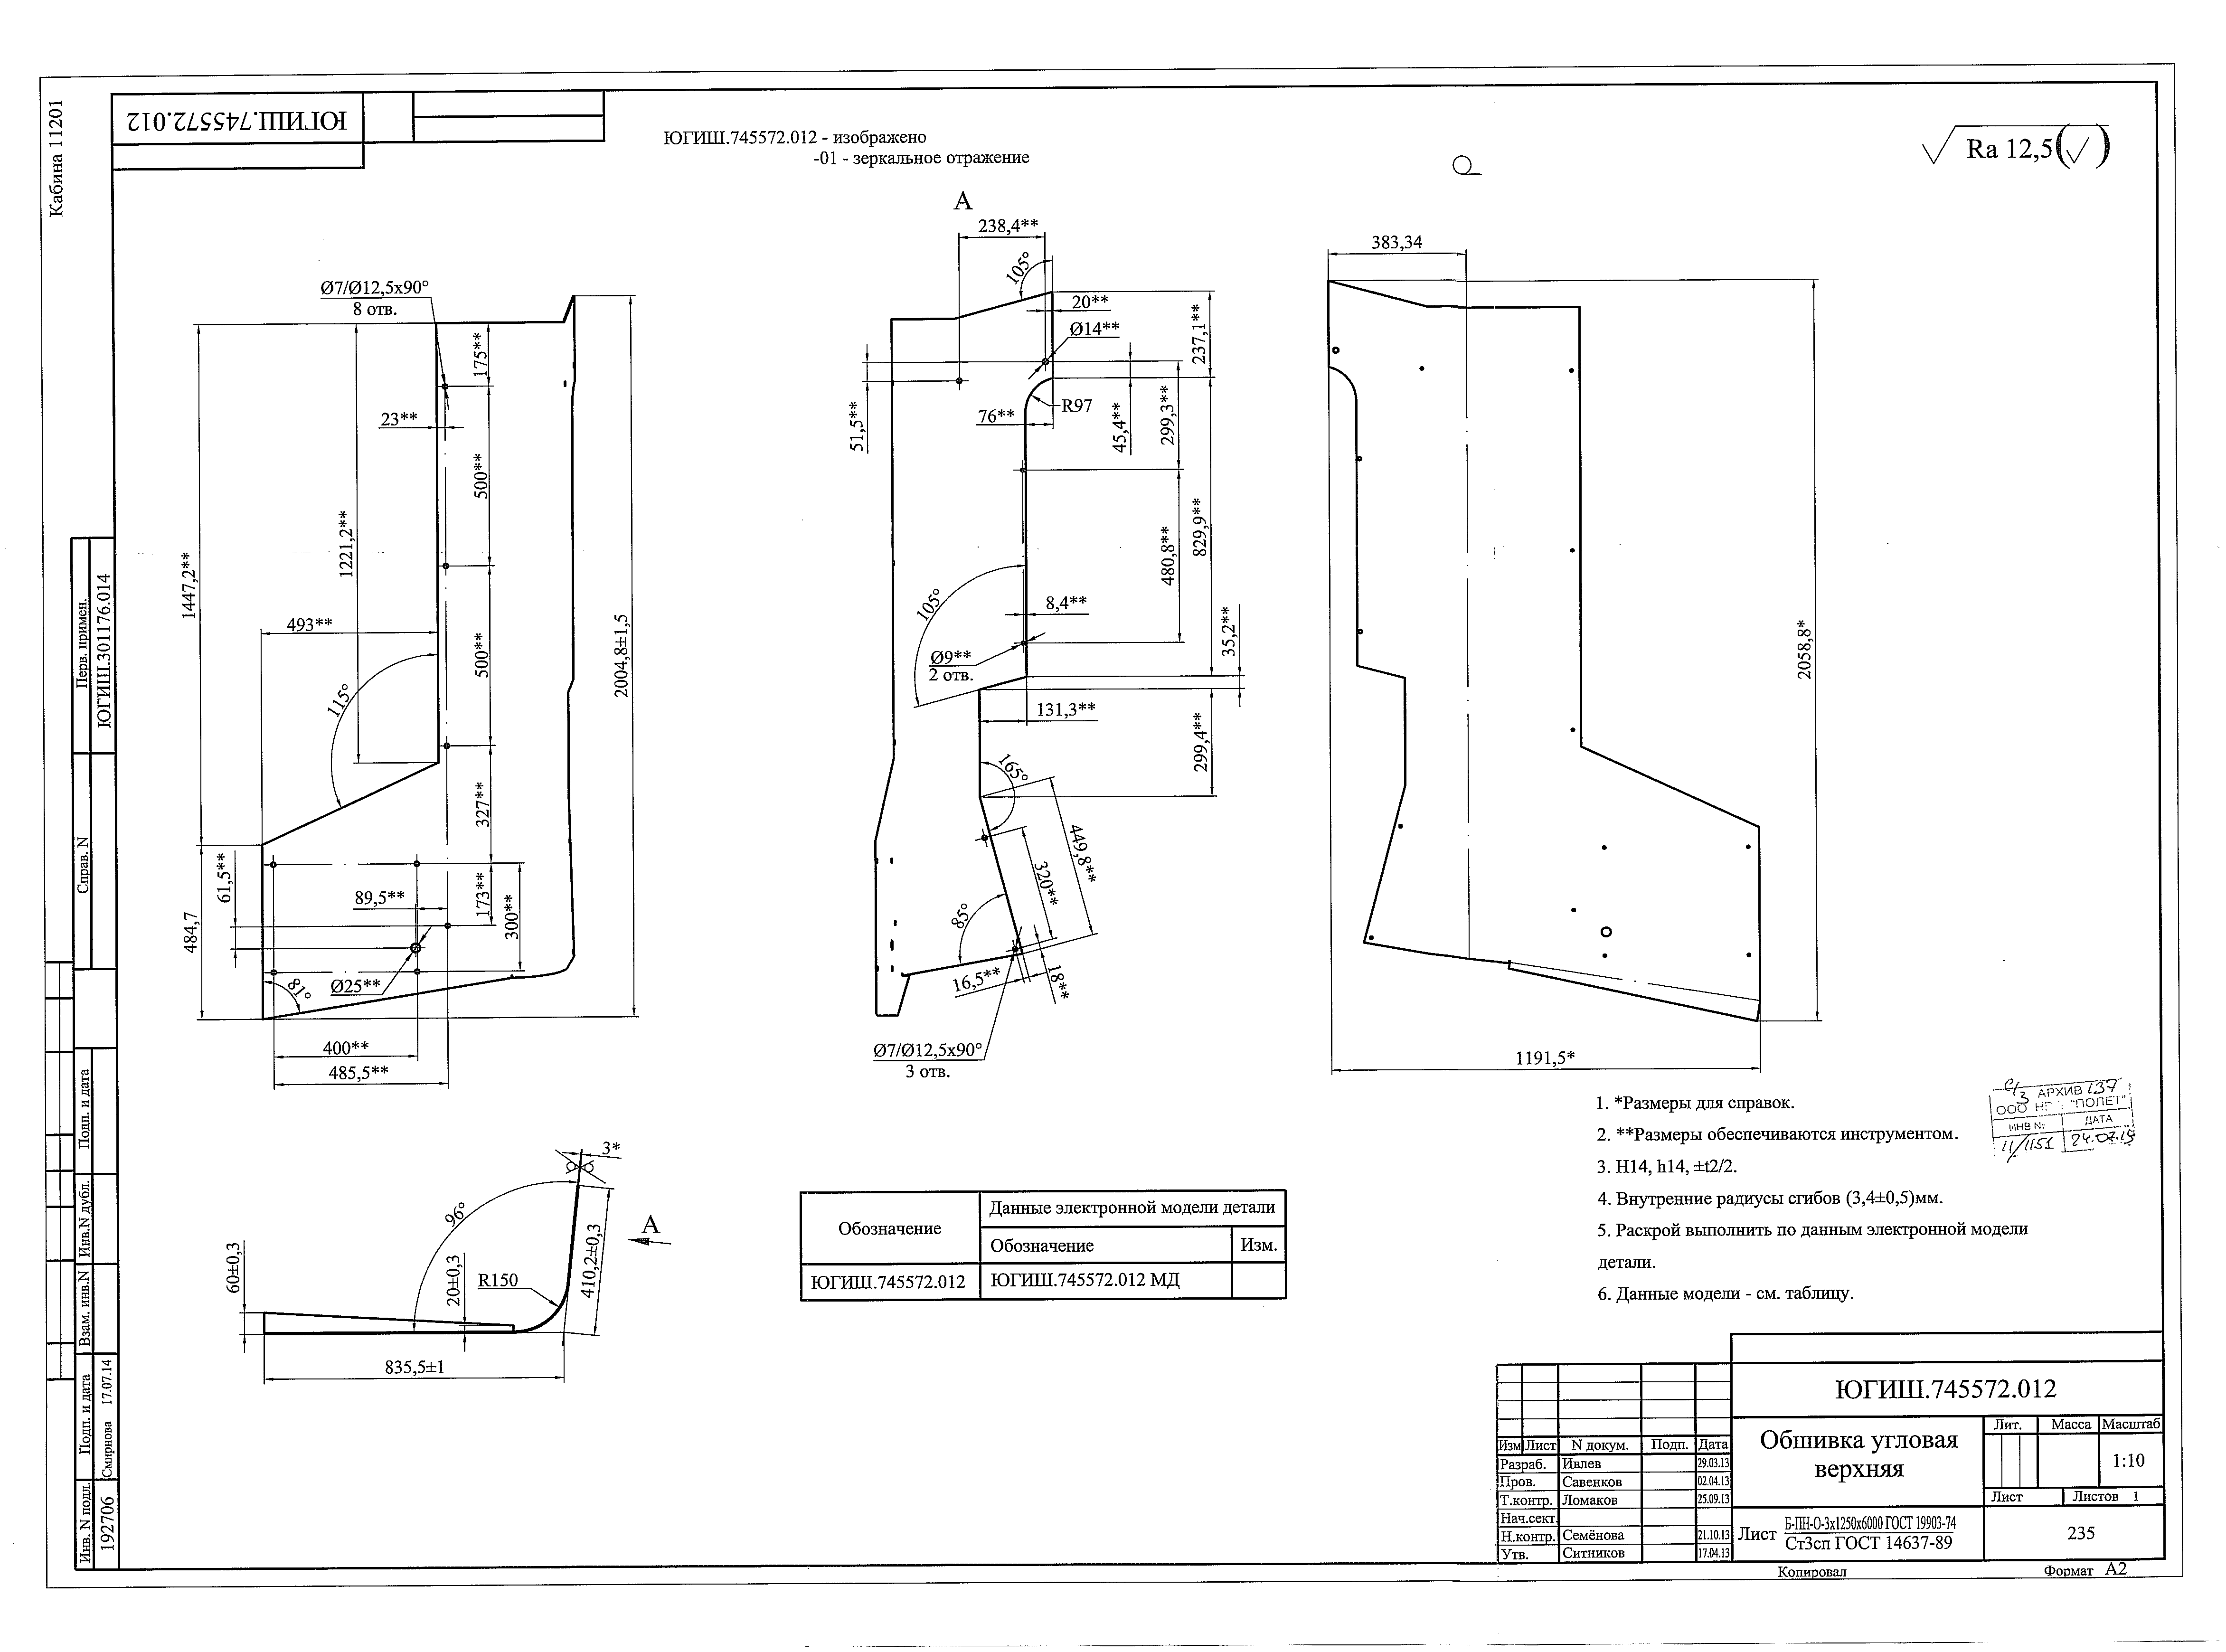 Кабина 11201
ЮГИШ.745572.012
ЮГИШ.745572.012 - изображено
-01 - зеркальное отражение
Ra 12,5
Перв. примен.
ЮГИШ.301176.014
Справ. N
Подп. и дата
Инв.N дубл.
Взам. инв.N
Подп. и дата
Смирнова 17.07.14
Инв. N подл.
192706
Ø7/Ø12,5x90°
8 отв.
175**
23**
500**
1221,2**
1447,2**
493**
500**
2004,8±1,5
115°
327**
61,5**
89,5**
173**
300**
484,7
81°
Ø25**
400**
485,5**
А
238,4**
105°
20**
Ø14**
237,1**
51,5**
76**
R97
45,4**
299,3**
480,8**
829,9**
105°
8,4**
35,2**
Ø9**
2 отв.
131,3**
299,4**
165°
449,8**
320**
85°
16,5**
18**
Ø7/Ø12,5x90°
3 отв.
383,34
2058,8*
1191,5*
3*
96°
А
60±0,3
20±0,3
R150
410,2±0,3
835,5±1
Обозначение
Данные электронной модели детали
Обозначение
Изм.
ЮГИШ.745572.012
ЮГИШ.745572.012 МД
1. *Размеры для справок.
2. **Размеры обеспечиваются инструментом.
3. H14, h14, ±t2/2.
4. Внутренние радиусы сгибов (3,4±0,5)мм.
5. Раскрой выполнить по данным электронной модели
детали.
6. Данные модели - см. таблицу.
АРХИВ 137
ООО "ПОЛЕТ"
ИНВ № ДАТА
11/1151
ЮГИШ.745572.012
Обшивка угловая
верхняя
Лит. Масса Масштаб
1:10
Лист Листов 1
Изм Лист N докум. Подп. Дата
Разраб. Ивлев 29.03.13
Пров. Савенков 02.04.13
Т.контр. Ломаков 25.09.13
Нач.сект.
Н.контр. Семёнова 21.10.13
Утв. Ситников 17.04.13
Лист Б-ПН-О-3x1250x6000 ГОСТ 19903-74
Ст3сп ГОСТ 14637-89
235
Копировал
Формат А2